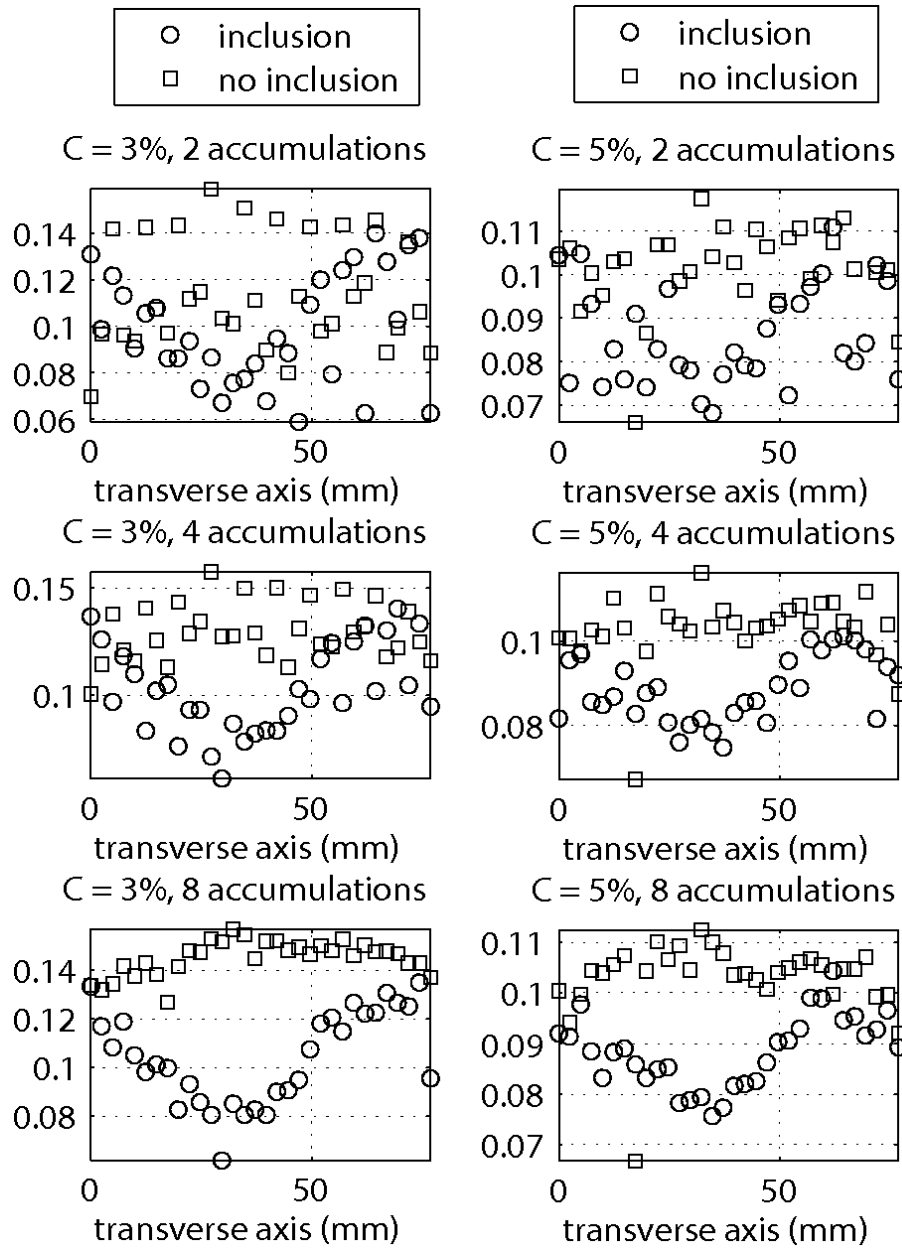 inclusion
no inclusion
inclusion
no inclusion
C = 3%, 2 accumulations
0.14
0.12
0.1
0.08
0.06
0
50
transverse axis (mm)
C = 5%, 2 accumulations
0.11
0.1
0.09
0.08
0.07
0
50
transverse axis (mm)
C = 3%, 4 accumulations
0.15
0.1
0
50
transverse axis (mm)
C = 5%, 4 accumulations
0.1
0.08
0
50
transverse axis (mm)
C = 3%, 8 accumulations
0.14
0.12
0.1
0.08
0
50
transverse axis (mm)
C = 5%, 8 accumulations
0.11
0.1
0.09
0.08
0.07
0
50
transverse axis (mm)